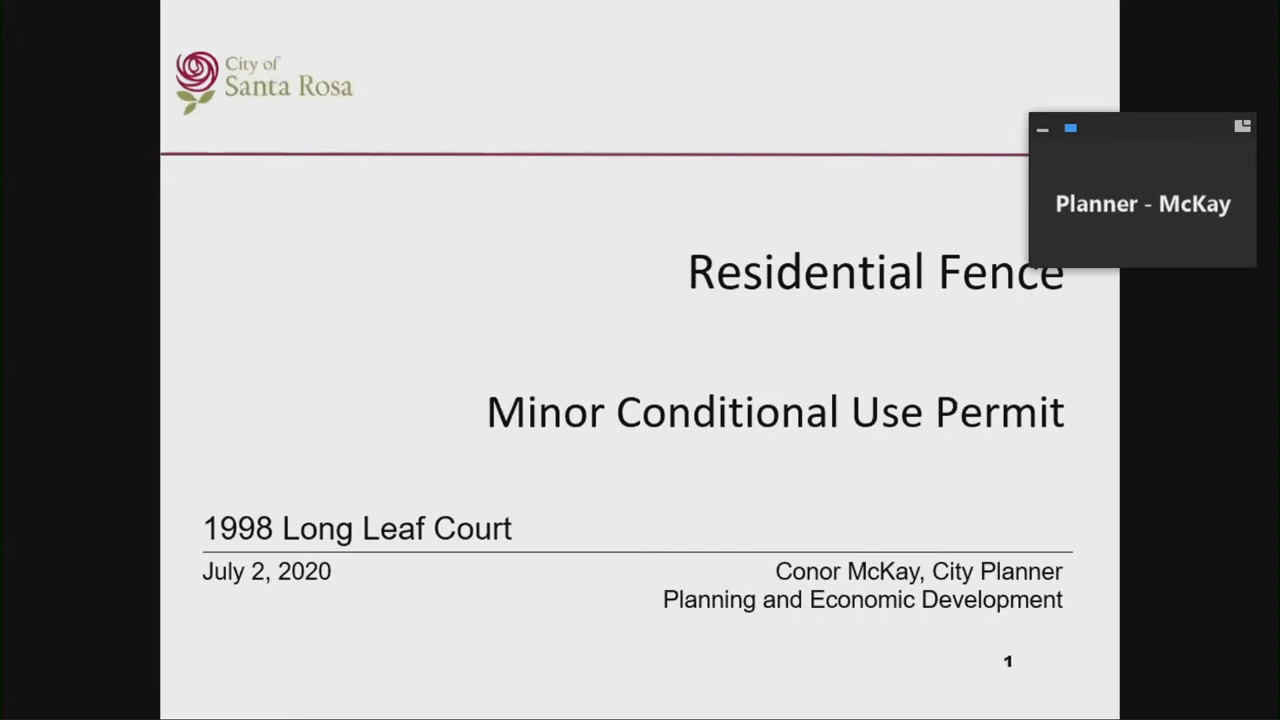 City of
Santa Rosa
Planner - McKay
Residential Fence
Minor Conditional Use Permit
1998 Long Leaf Court
July 2, 2020
Conor McKay, City Planner
Planning and Economic Development
1